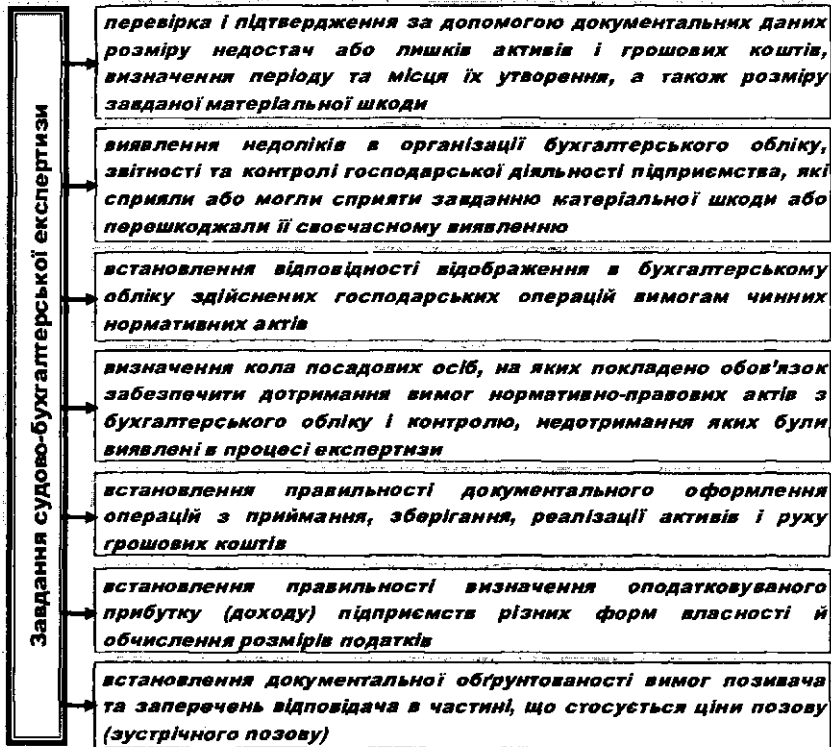 Завдання судово-бухгалтерської експертизи
перевірка і підтвердження за допомогою документальних даних
розміру недостач або лишків активів і грошових коштів,
визначення періоду та місця їх утворення, а також розміру
завданої матеріальної шкоди
виявлення недоліків в організації бухгалтерського обліку,
звітності та контролі господарської діяльності підприємства, які
сприяли або могли сприяти завданню матеріальної шкоди або
перешкоджали її своєчасному виявленню
встановлення відповідності відображення в бухгалтерському
обліку здійснених господарських операцій вимогам чинних
нормативних актів
визначення кола посадових осіб, на яких покладено обов'язок
забезпечити дотримання вимог нормативно-правових актів з
бухгалтерського обліку і контролю, недотримання яких були
виявлені в процесі експертизи
встановлення правильності документального оформлення
операцій з приймання, зберігання, реалізації активів і руху
грошових коштів
встановлення правильності визначення оподатковуваного
прибутку (доходу) підприємств різних форм власності й
обчислення розмірів податків
встановлення документальної обґрунтованості вимог позивача
та заперечень відповідача в частині, що стосується ціни позову
(зустрічного позову)